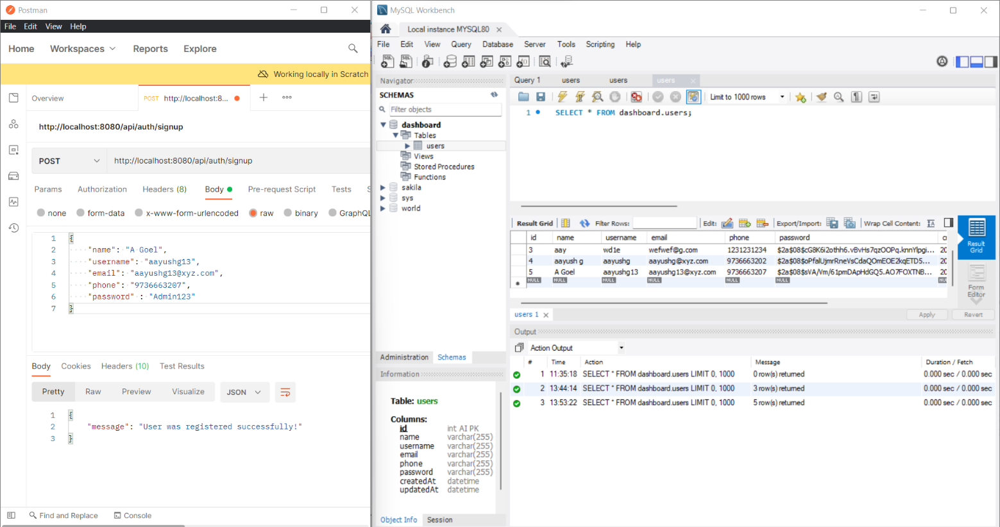 Postman
File Edit View Help
Home Workspaces Reports Explore
Working locally in Scratch
Overview POST http://localhost:8... + ooo
http://localhost:8080/api/auth/signup
POST http://localhost:8080/api/auth/signup
Params Authorization Headers (8) Body Pre-request Script Tests S
none form-data x-www-form-urlencoded raw binary GraphQL
1 {
2 "name": "A Goel",
3 "username": "aayushg13",
4 "email": "aayushg13@xyz.com",
5 "phone": "9736663207",
6 "password" : "Admin123"
7 }
Body Cookies Headers (10) Test Results
Pretty Raw Preview Visualize JSON
1 {
2 "message": "User was registered successfully!"
3 }
Find and Replace Console
MySQL Workbench
Local instance MYSQL80
File Edit View Query Database Server Tools Scripting Help
Navigator
SCHEMAS
Filter objects
dashboard
Tables
users
Views
Stored Procedures
Functions
sakila
sys
world
Administration Schemas
Information
Table: users
Columns:
id int AI PK
name varchar(255)
username varchar(255)
email varchar(255)
phone varchar(255)
password varchar(255)
createdAt datetime
updatedAt datetime
Object Info Session
Query 1 users users users
Limit to 1000 rows
1 SELECT * FROM dashboard.users;
Result Grid Filter Rows: Edit: Export/Import: Wrap Cell Content:
id name username email phone password
3 aay wd1e wefwef@g.com 1231231234 $2a$08$cG8K6i2othh6.vBvHs7qzOOPq.knnYlpgi... 20
4 aayush g aayushg aayushg@xyz.com 9736663202 $2a$08$oPfalUjmrRneVsCdaQOmEOE2kqETD5... 20
5 A Goel aayushg13 aayushg13@xyz.com 9736663207 $2a$08$sVA/Vm/61pmDApHdGQ5.AO7FOXTNB... 20
NULL NULL NULL NULL NULL NULL
Result
Grid
Form
Editor
users 1 Apply Revert
Output
Action Output
# Time Action Message Duration / Fetch
1 11:35:18 SELECT * FROM dashboard.users LIMIT 0, 1000 0 row(s) returned 0.000 sec / 0.000 sec
2 13:44:14 SELECT * FROM dashboard.users LIMIT 0, 1000 3 row(s) returned 0.000 sec / 0.000 sec
3 13:53:22 SELECT * FROM dashboard.users LIMIT 0, 1000 5 row(s) returned 0.000 sec / 0.000 sec